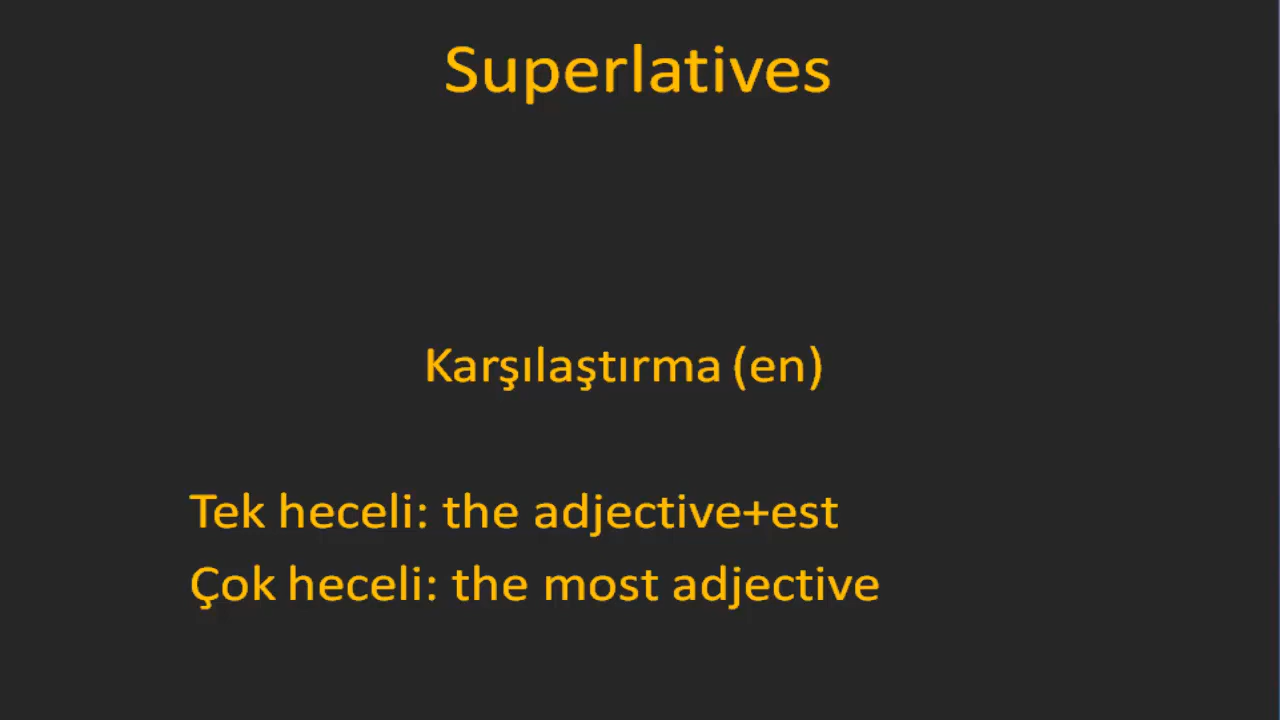 Superlatives
Karşılaştırma (en)
Tek heceli: the adjective+est
Çok heceli: the most adjective